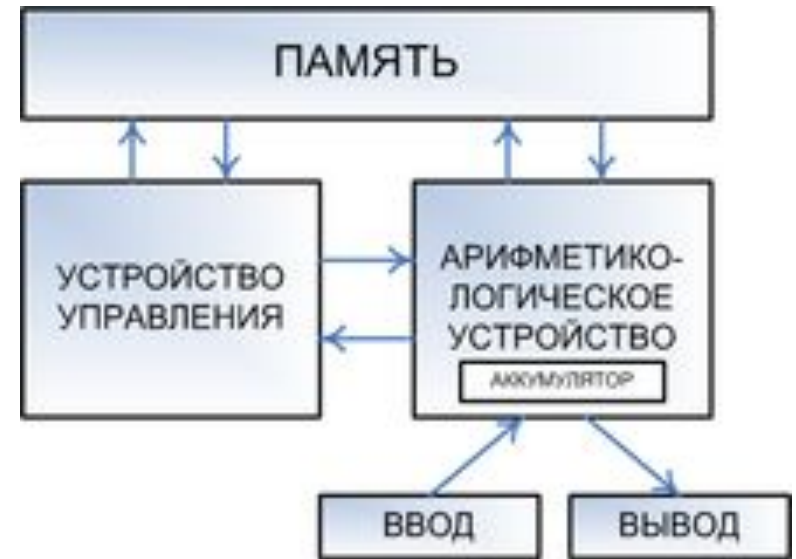 ПАМЯТЬ
УСТРОЙСТВО
УПРАВЛЕНИЯ
АРИФМЕТИКО-
ЛОГИЧЕСКОЕ
УСТРОЙСТВО
АККУМУЛЯТОР
ВВОД
ВЫВОД